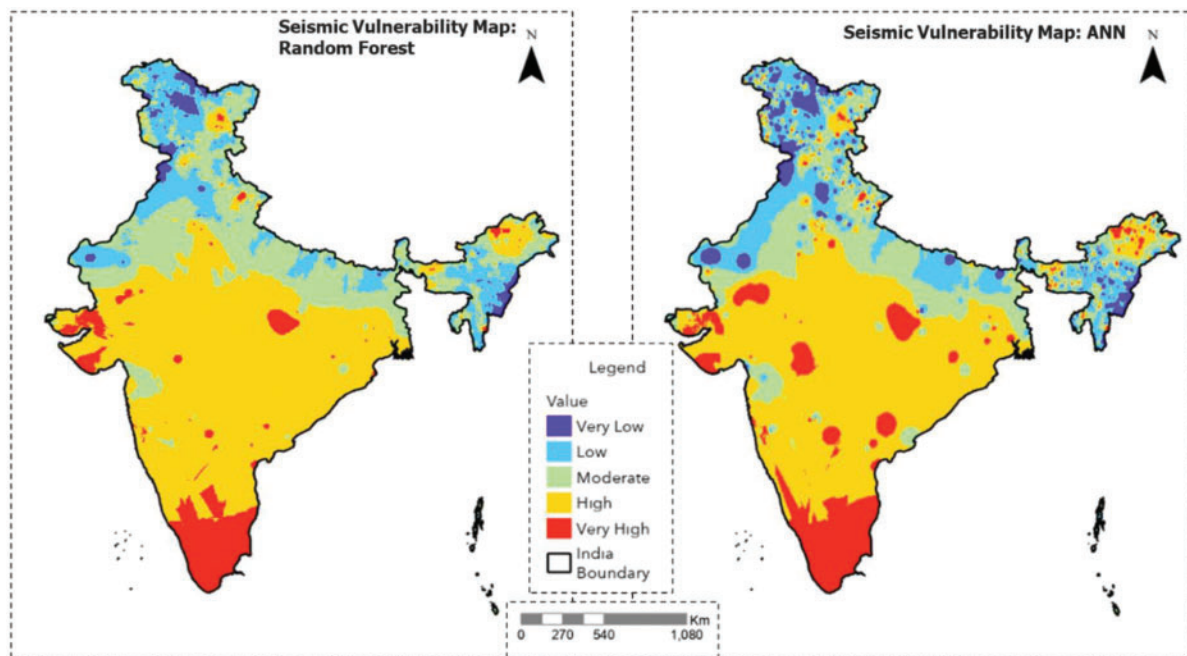 Seismic Vulnerability Map:
Random Forest
N
Seismic Vulnerability Map: ANN
N
Legend
Value
Very Low
Low
Moderate
High
Very High
India
Boundary
Km
0 270 540 1,080